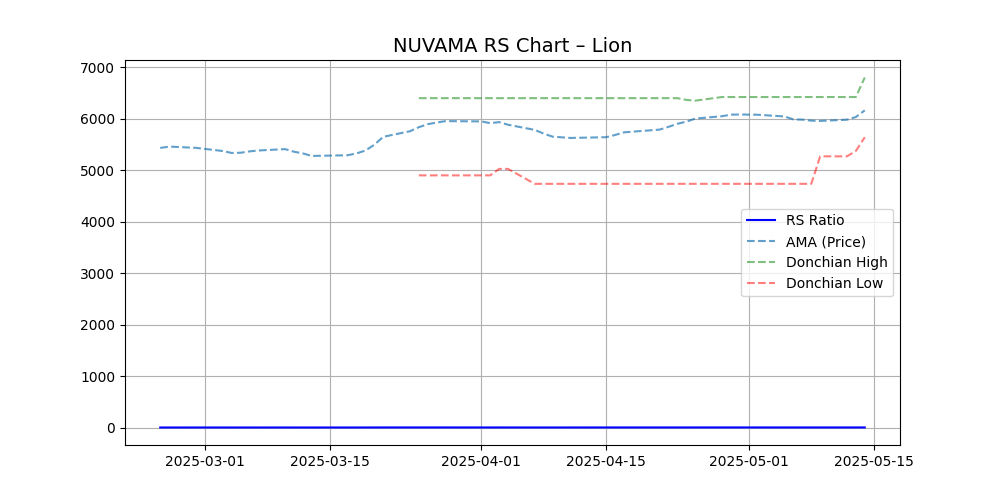 NUVAMA RS Chart – Lion
7000
6000
5000
4000
3000
2000
1000
0
RS Ratio
AMA (Price)
Donchian High
Donchian Low
2025-03-01
2025-03-15
2025-04-01
2025-04-15
2025-05-01
2025-05-15